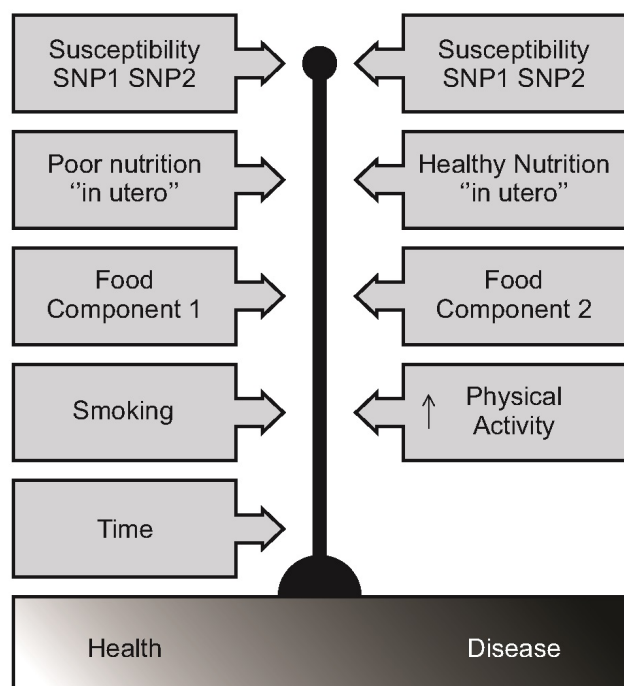 Susceptibility
SNP1 SNP2
Susceptibility
SNP1 SNP2
Poor nutrition
‘‘in utero’’
Healthy Nutrition
‘‘in utero’’
Food
Component 1
Food
Component 2
Smoking
↑ Physical
Activity
Time
Health
Disease